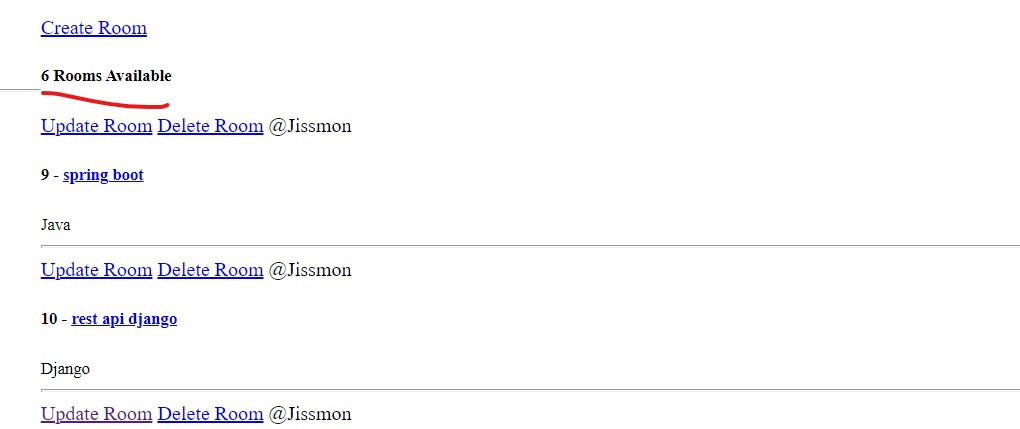 Create Room
6 Rooms Available
Update Room Delete Room @Jissmon
9 - spring boot
Java
Update Room Delete Room @Jissmon
10 - rest api django
Django
Update Room Delete Room @Jissmon